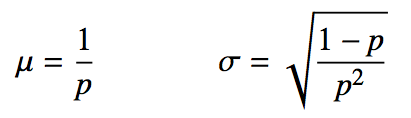 μ = 1/p    σ = √((1 − p)/p²)